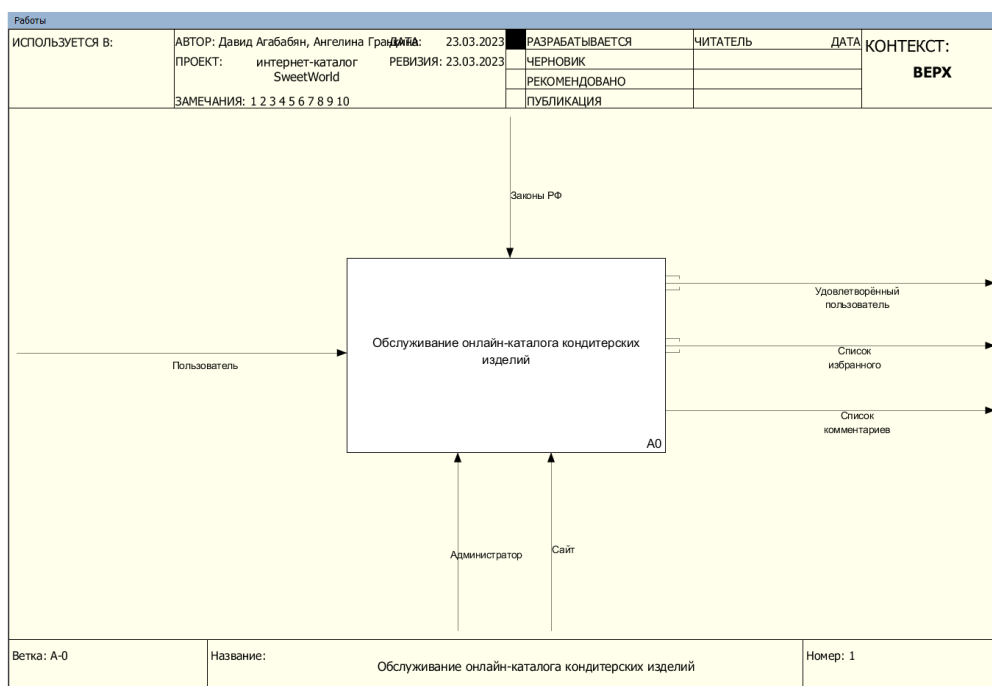 Работы
ИСПОЛЬЗУЕТСЯ В:
АВТОР: Давид Агабабян, Ангелина
ДАТА: 23.03.2023
ПРОЕКТ: интернет-каталог
SweetWorld
РЕВИЗИЯ: 23.03.2023
ЗАМЕЧАНИЯ: 1 2 3 4 5 6 7 8 9 10
РАЗРАБАТЫВАЕТСЯ
ЧЕРНОВИК
РЕКОМЕНДОВАНО
ПУБЛИКАЦИЯ
ЧИТАТЕЛЬ
ДАТА
КОНТЕКСТ:
ВЕРХ
Законы РФ
Пользователь
Обслуживание онлайн-каталога кондитерских
изделий
A0
Удовлетворённый
пользователь
Список
избранного
Список
комментариев
Администратор
Сайт
Ветка: A-0
Название:
Обслуживание онлайн-каталога кондитерских изделий
Номер: 1